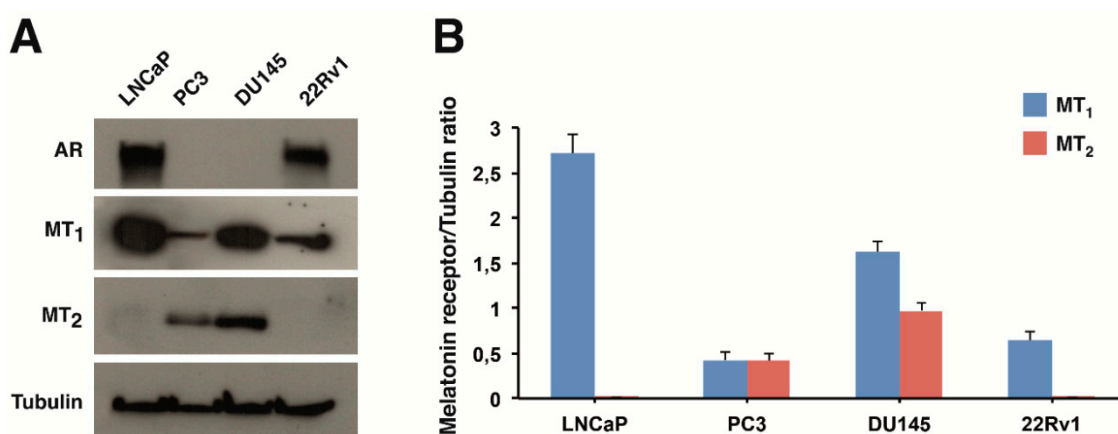 A
LNCaP
PC3
DU145
22Rv1
AR
MT1
MT2
Tubulin
B
MT1
MT2
Melatonin receptor/Tubulin ratio
3
2,5
2
1,5
1
0,5
0
LNCaP
PC3
DU145
22Rv1